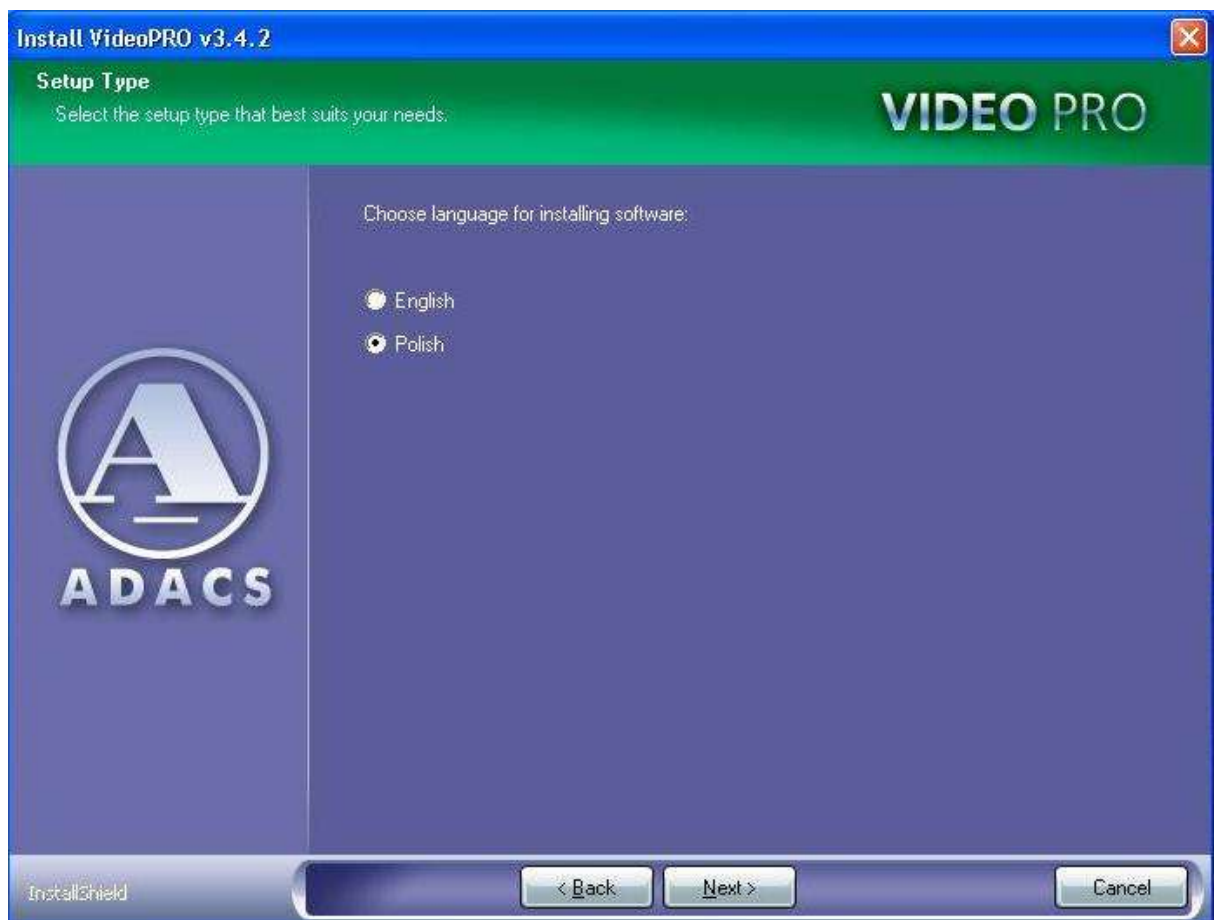 Install VideoPRO v3.4.2
Setup Type
Select the setup type that best suits your needs.
VIDEO PRO
Choose language for installing software:
English
Polish
A
ADACS
InstallShield
< Back
Next >
Cancel